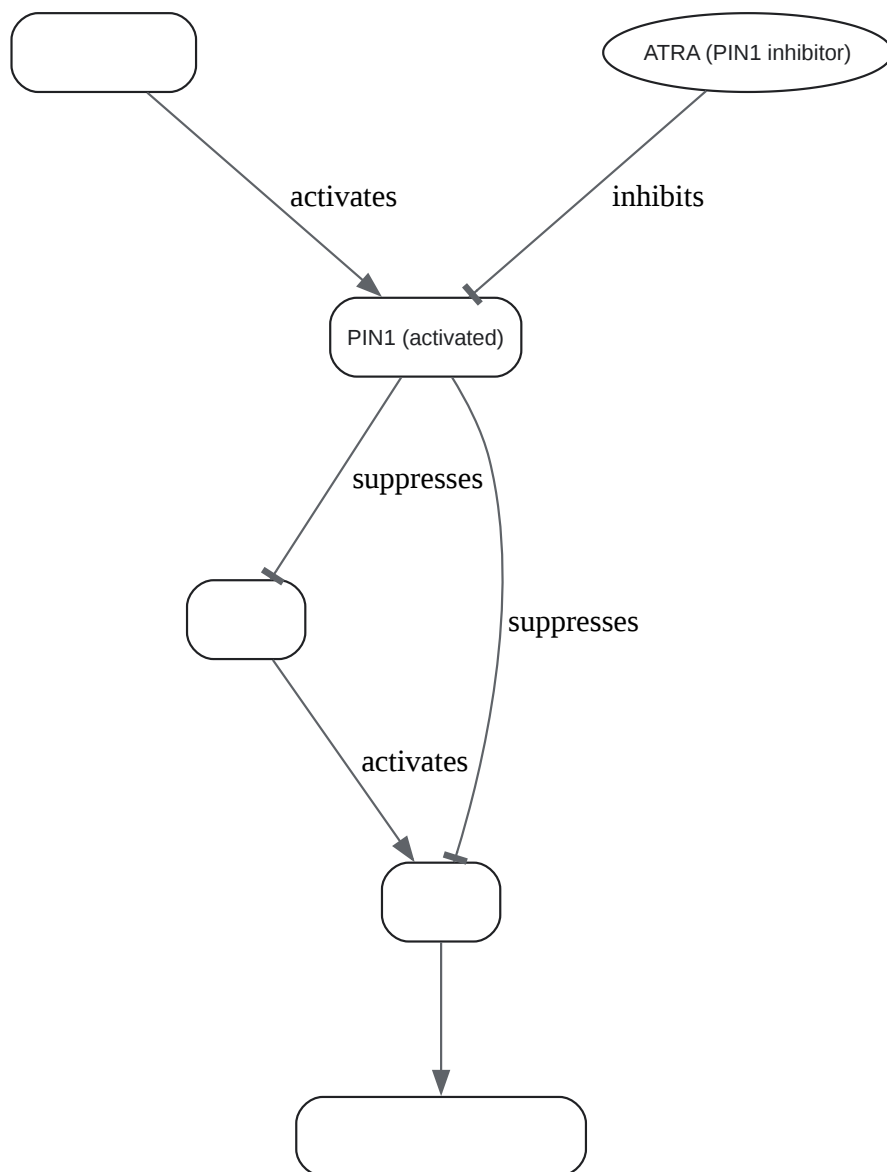 ATRA (PIN1 inhibitor)
activates
inhibits
PIN1 (activated)
suppresses
suppresses
activates